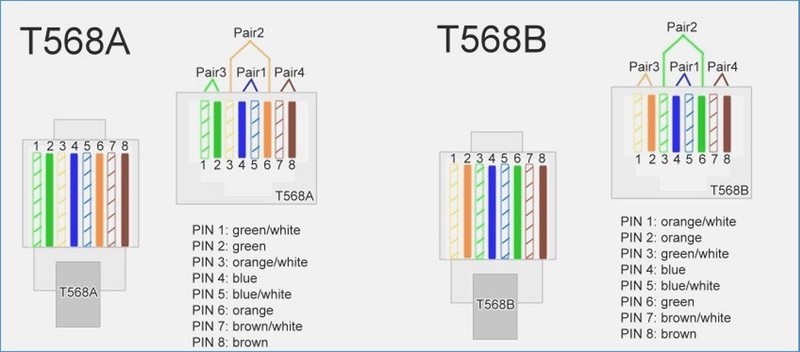 T568A
Pair2
Pair3 Pair1 Pair4
1 2 3 4 5 6 7 8
T568A
1 2 3 4 5 6 7 8
T568A
PIN 1: green/white
PIN 2: green
PIN 3: orange/white
PIN 4: blue
PIN 5: blue/white
PIN 6: orange
PIN 7: brown/white
PIN 8: brown
T568B
Pair2
Pair3 Pair1 Pair4
1 2 3 4 5 6 7 8
T568B
1 2 3 4 5 6 7 8
T568B
PIN 1: orange/white
PIN 2: orange
PIN 3: green/white
PIN 4: blue
PIN 5: blue/white
PIN 6: green
PIN 7: brown/white
PIN 8: brown